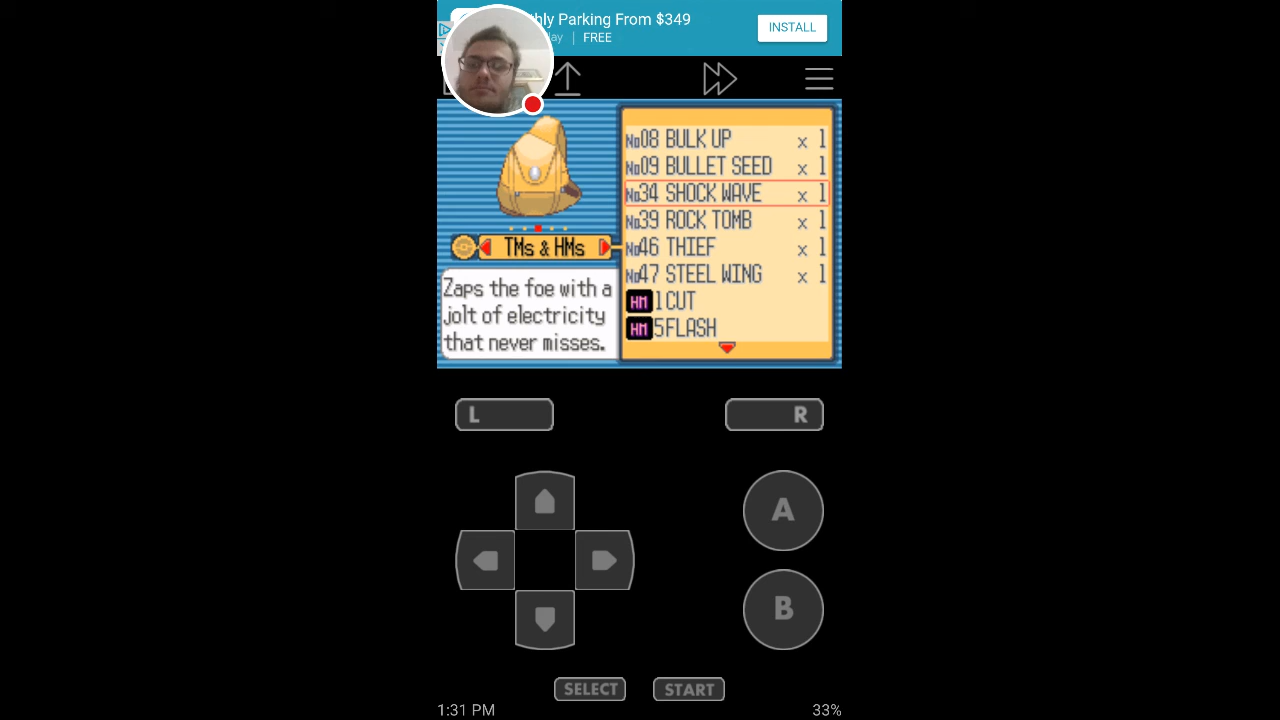 hly Parking From $349
lay | FREE
INSTALL
No08 BULK UP x 1
No09 BULLET SEED x 1
No34 SHOCK WAVE x 1
No39 ROCK TOMB x 1
No46 THIEF x 1
No47 STEEL WING x 1
HM 1 CUT
HM 5 FLASH
TMs & HMs
Zaps the foe with a
jolt of electricity
that never misses.
L
R
A
B
SELECT
START
1:31 PM
33%